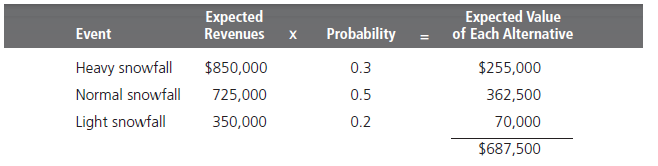 Expected Expected Value
Event Revenues x Probability = of Each Alternative
Heavy snowfall $850,000 0.3 $255,000
Normal snowfall 725,000 0.5 362,500
Light snowfall 350,000 0.2 70,000
$687,500